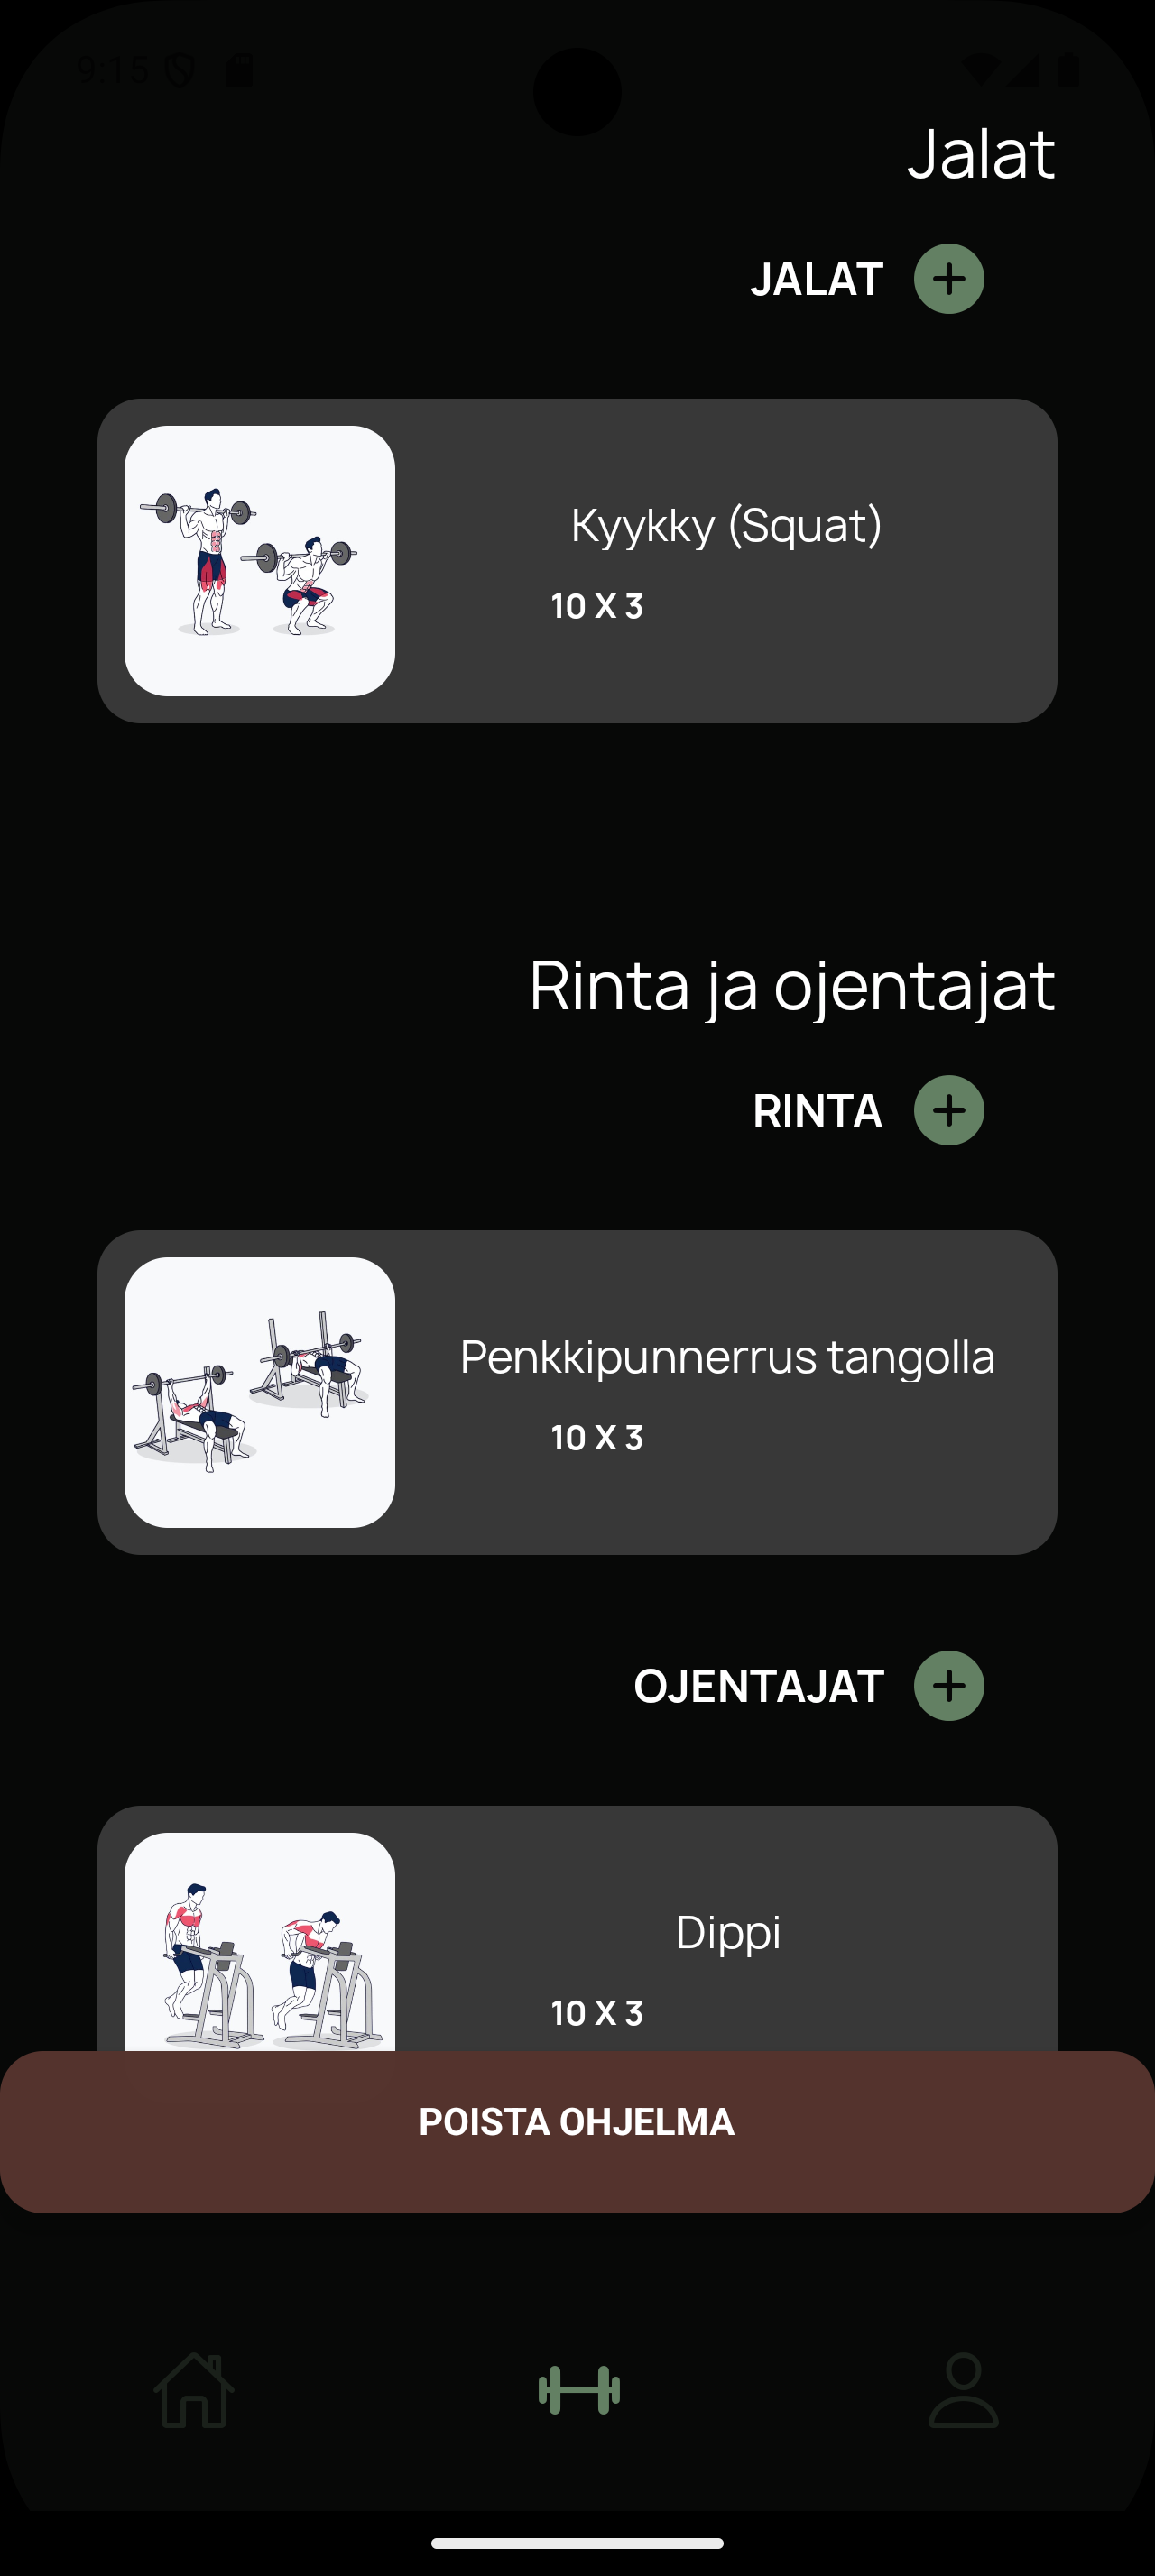 9:15
Jalat
JALAT
Kyykky (Squat)
10 X 3
Rinta ja ojentajat
RINTA
Penkkipunnerrus tangolla
10 X 3
OJENTAJAT
Dippi
10 X 3
POISTA OHJELMA